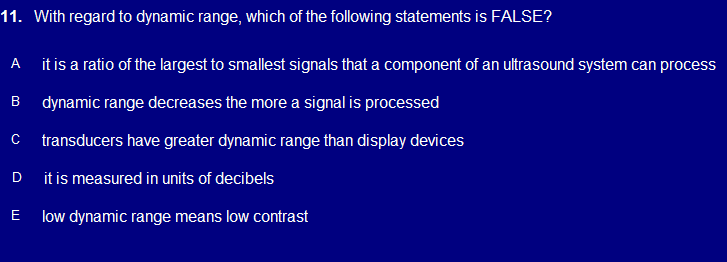 11. With regard to dynamic range, which of the following statements is FALSE?
A it is a ratio of the largest to smallest signals that a component of an ultrasound system can process
B dynamic range decreases the more a signal is processed
C transducers have greater dynamic range than display devices
D it is measured in units of decibels
E low dynamic range means low contrast